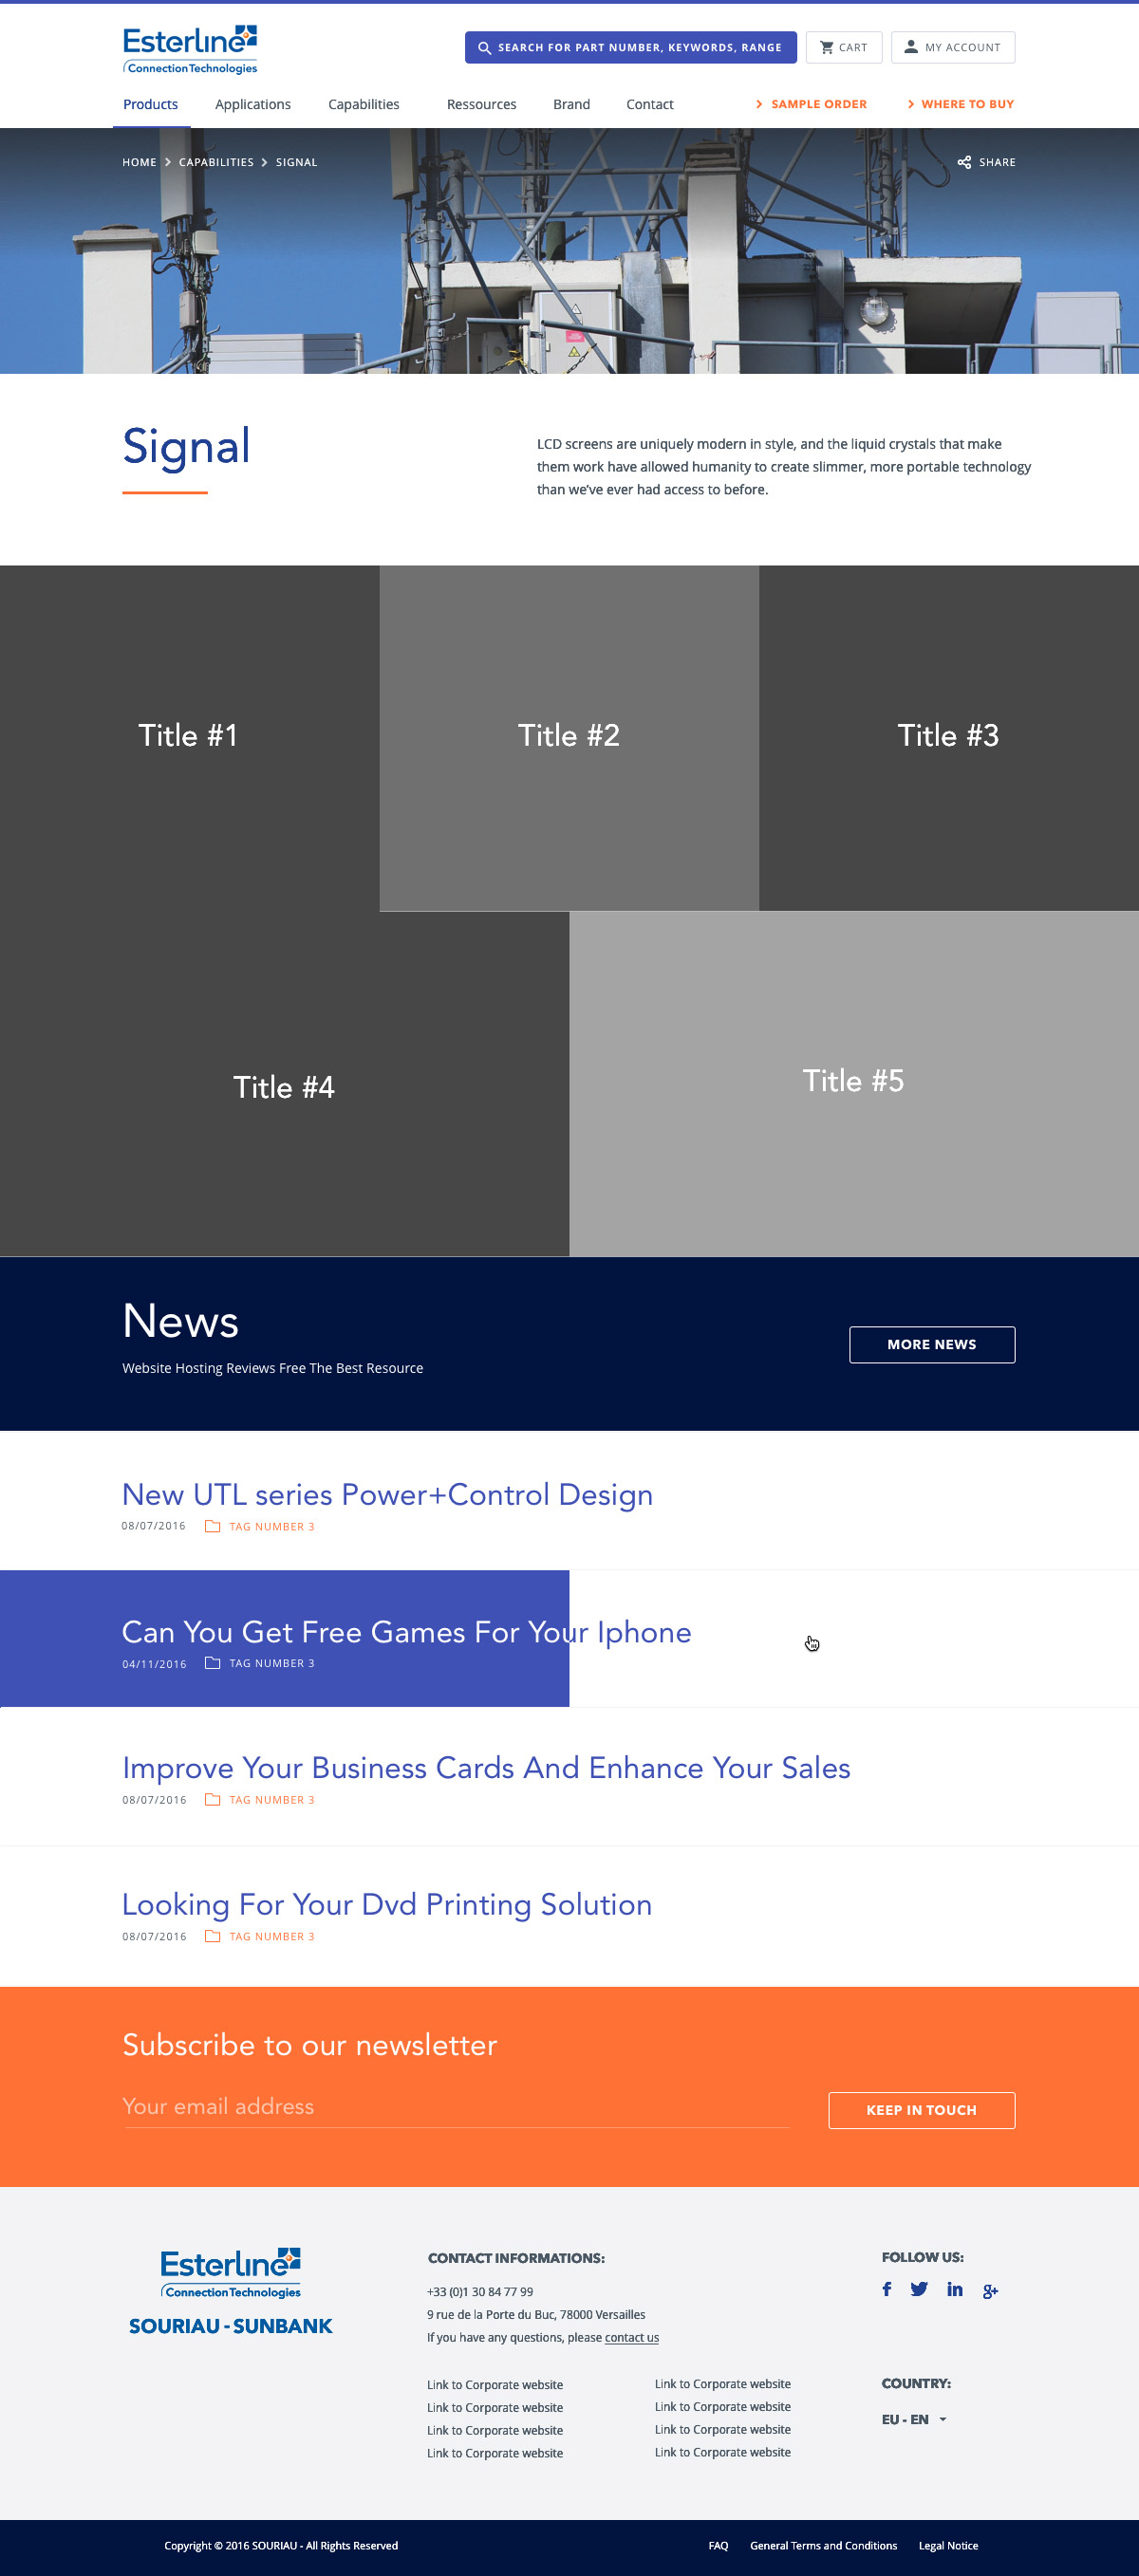 Esterline
Connection Technologies
SEARCH FOR PART NUMBER, KEYWORDS, RANGE
CART
MY ACCOUNT
Products Applications Capabilities Ressources Brand Contact
SAMPLE ORDER WHERE TO BUY
HOME CAPABILITIES SIGNAL
SHARE
Signal
LCD screens are uniquely modern in style, and the liquid crystals that make
them work have allowed humanity to create slimmer, more portable technology
than we've ever had access to before.
Title #1
Title #2
Title #3
Title #4
Title #5
News
Website Hosting Reviews Free The Best Resource
MORE NEWS
New UTL series Power+Control Design
08/07/2016 TAG NUMBER 3
Can You Get Free Games For Your Iphone
04/11/2016 TAG NUMBER 3
Improve Your Business Cards And Enhance Your Sales
08/07/2016 TAG NUMBER 3
Looking For Your Dvd Printing Solution
08/07/2016 TAG NUMBER 3
Subscribe to our newsletter
Your email address
KEEP IN TOUCH
Esterline
Connection Technologies
SOURIAU - SUNBANK
CONTACT INFORMATIONS:
+33 (0)1 30 84 77 99
9 rue de la Porte du Buc, 78000 Versailles
If you have any questions, please contact us
Link to Corporate website
Link to Corporate website
Link to Corporate website
Link to Corporate website
Link to Corporate website
Link to Corporate website
Link to Corporate website
Link to Corporate website
FOLLOW US:
COUNTRY:
EU - EN
Copyright © 2016 SOURIAU - All Rights Reserved
FAQ General Terms and Conditions Legal Notice